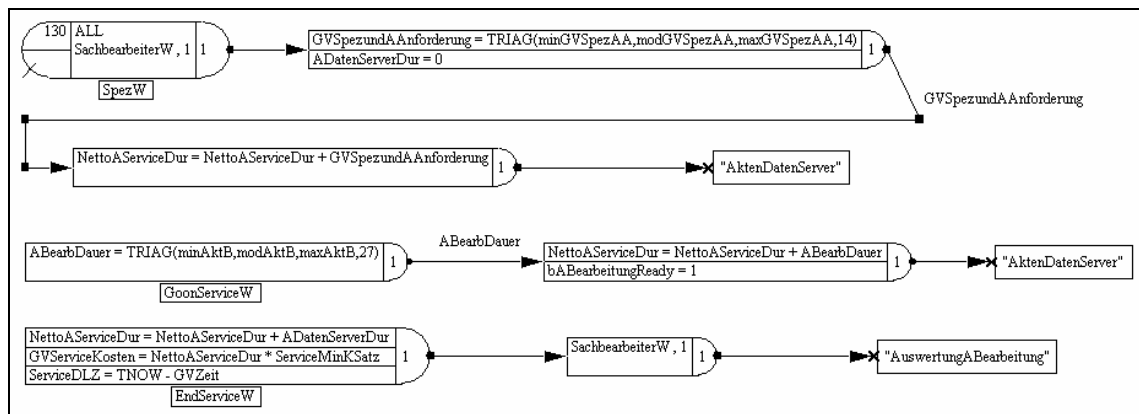 130 ALL
SachbearbeiterW , 1 1
SpezW
GVSpezundAAnforderung = TRIAG(minGVSpezAA,modGVSpezAA,maxGVSpezAA,14) 1
ADatenServerDur = 0
GVSpezundAAnforderung
NettoAServiceDur = NettoAServiceDur + GVSpezundAAnforderung 1
"AktenDatenServer"
ABearbDauer = TRIAG(minAktB,modAktB,maxAktB,27) 1
GoonServiceW
ABearbDauer
NettoAServiceDur = NettoAServiceDur + ABearbDauer 1
bABearbeitungReady = 1
"AktenDatenServer"
NettoAServiceDur = NettoAServiceDur + ADatenServerDur
GVServiceKosten = NettoAServiceDur * ServiceMinKSatz 1
ServiceDLZ = TNOW - GVZeit
EndServiceW
SachbearbeiterW , 1 1
"AuswertungABearbeitung"